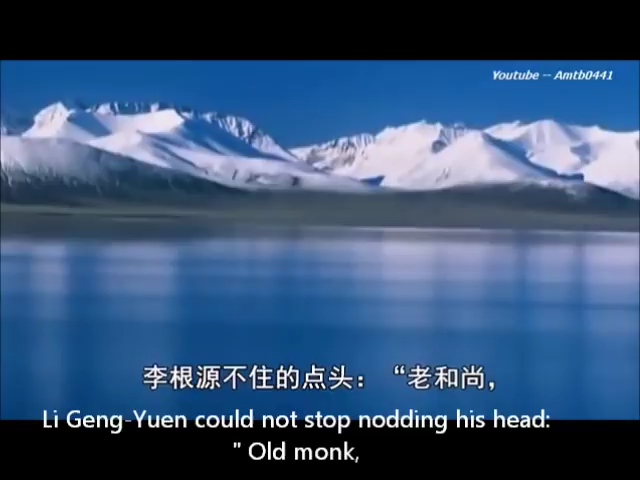 Youtube -- Amtb0441
李根源不住的点头：“老和尚，
Li Geng-Yuen could not stop nodding his head:
" Old monk,